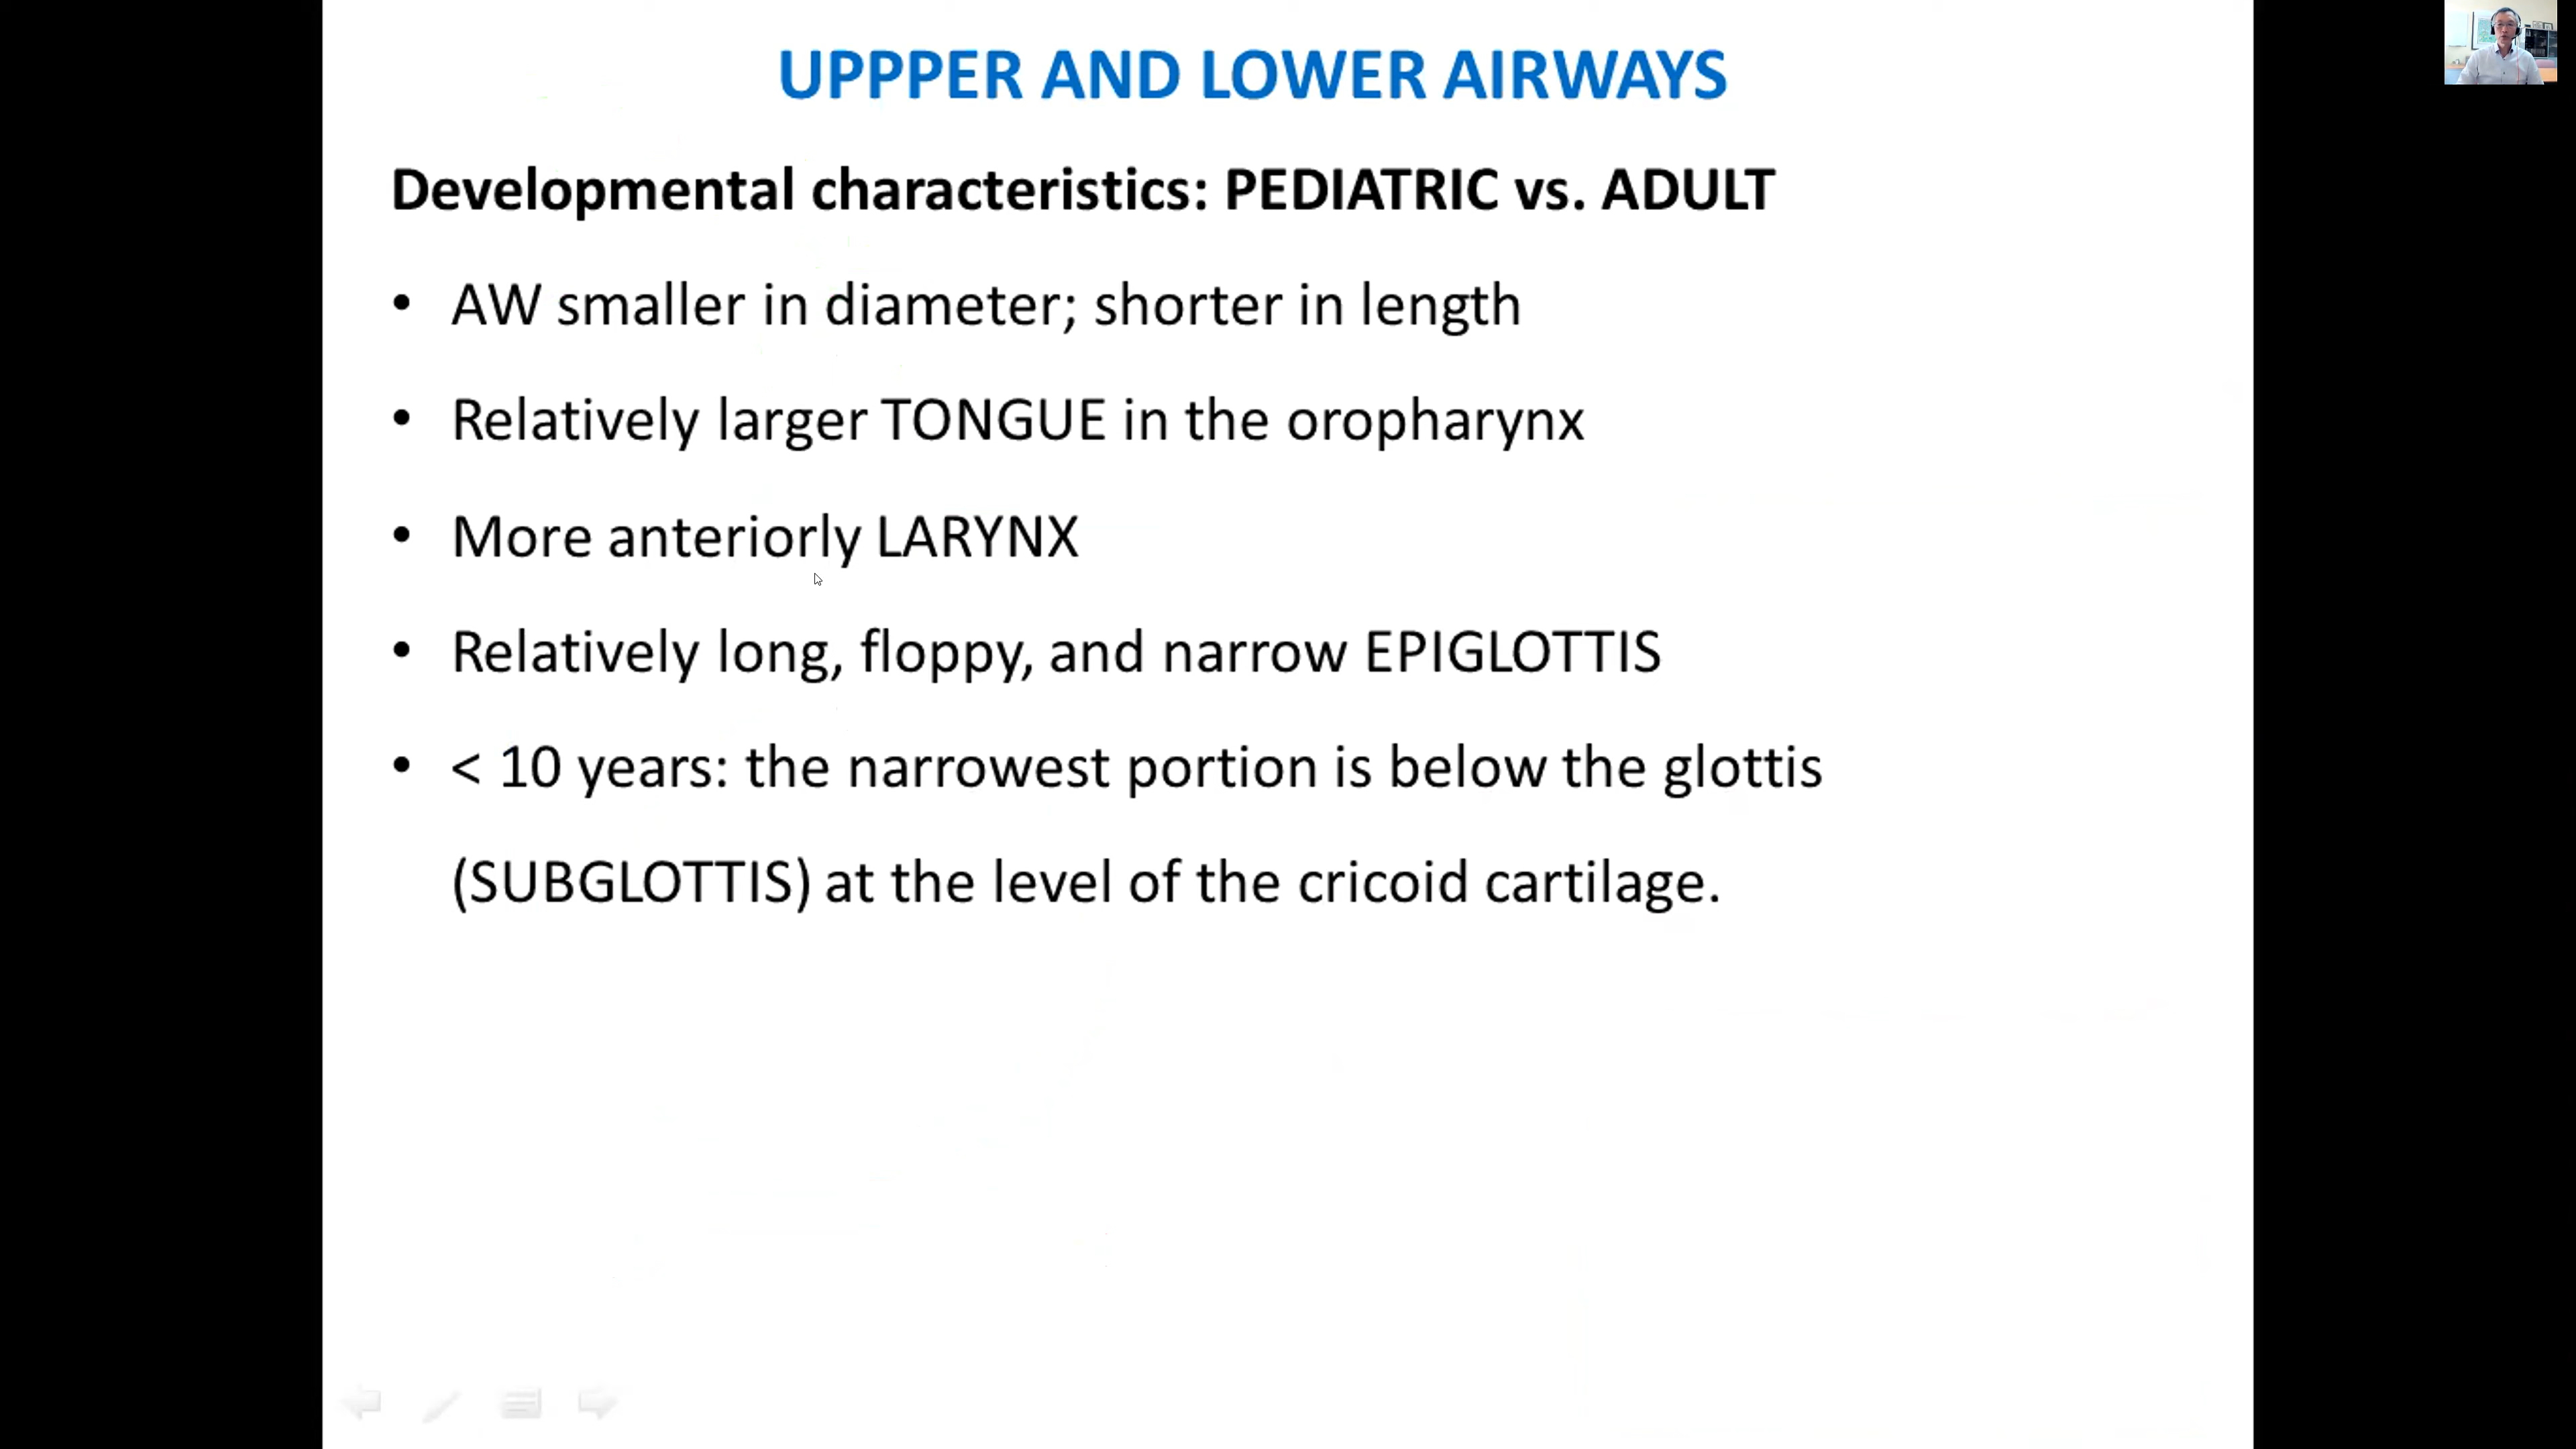 UPPPER AND LOWER AIRWAYS
Developmental characteristics: PEDIATRIC vs. ADULT
• AW smaller in diameter; shorter in length
• Relatively larger TONGUE in the oropharynx
• More anteriorly LARYNX
• Relatively long, floppy, and narrow EPIGLOTTIS
• < 10 years: the narrowest portion is below the glottis
(SUBGLOTTIS) at the level of the cricoid cartilage.